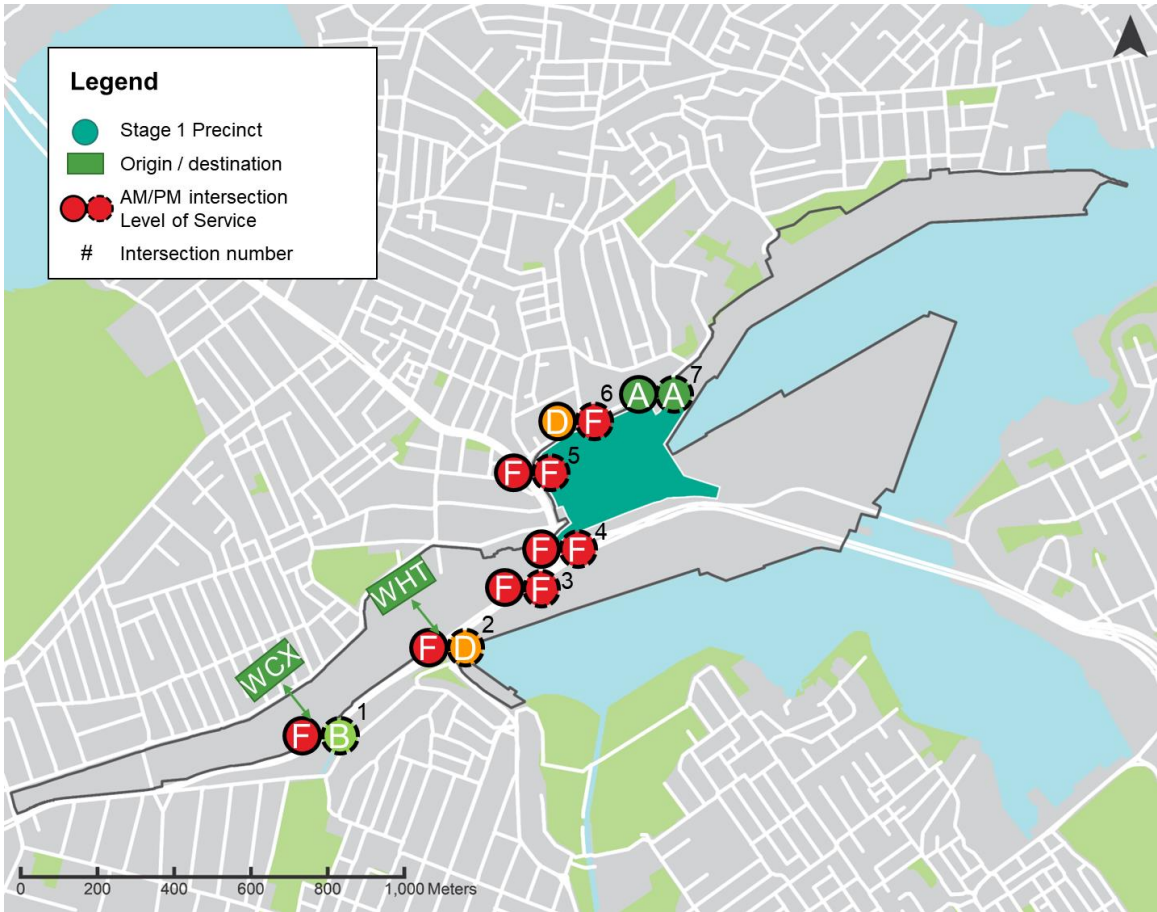 Legend
Stage 1 Precinct
Origin / destination
AM/PM intersection
Level of Service
# Intersection number
A A 7
D F 6
F F 5
F F 4
F F 3
WHT
F D 2
WCX
F B 1
0 200 400 600 800 1,000 Meters